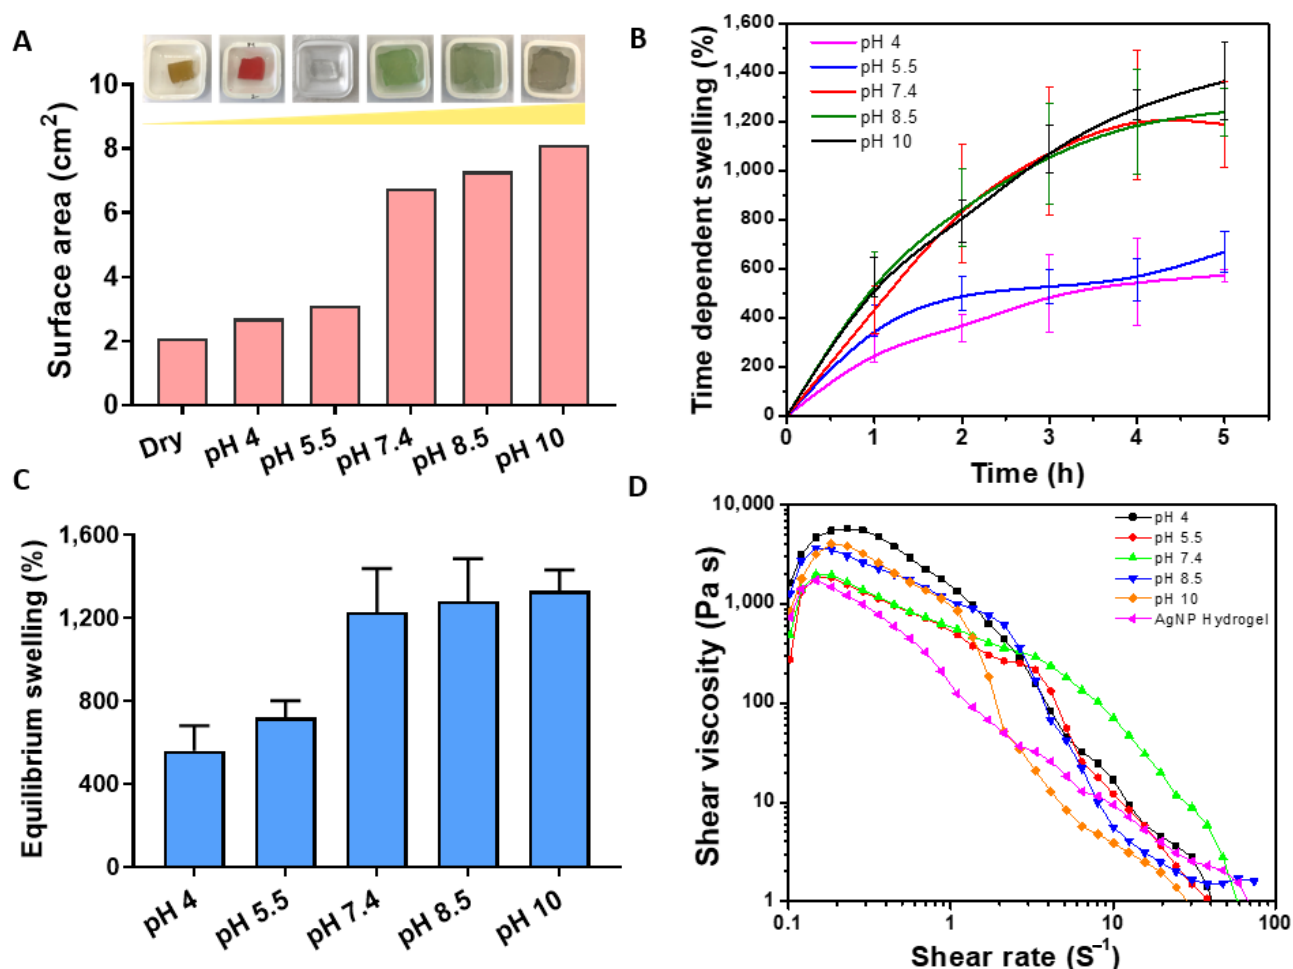 A
Surface area (cm²)
10
8
6
4
2
0
Dry
pH 4
pH 5.5
pH 7.4
pH 8.5
pH 10
B
Time dependent swelling (%)
1,600
1,400
1,200
1,000
800
600
400
200
0
pH 4
pH 5.5
pH 7.4
pH 8.5
pH 10
0 1 2 3 4 5
Time (h)
C
Equilibrium swelling (%)
1,600
1200
800
400
0
pH 4
pH 5.5
pH 7.4
pH 8.5
pH 10
D
Shear viscosity (Pa s)
10,000
1,000
100
10
1
pH 4
pH 5.5
pH 7.4
pH 8.5
pH 10
AgNP Hydrogel
0.1 1 10 100
Shear rate (S⁻¹)